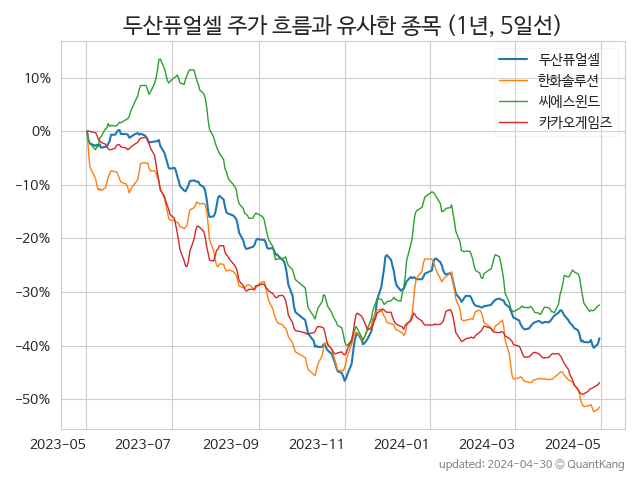 두산퓨얼셀 주가 흐름과 유사한 종목 (1년, 5일선)
두산퓨얼셀
한화솔루션
씨에스윈드
카카오게임즈
10%
0%
−10%
−20%
−30%
−40%
−50%
2023-05
2023-07
2023-09
2023-11
2024-01
2024-03
2024-05
updated: 2024-04-30 © QuantKang